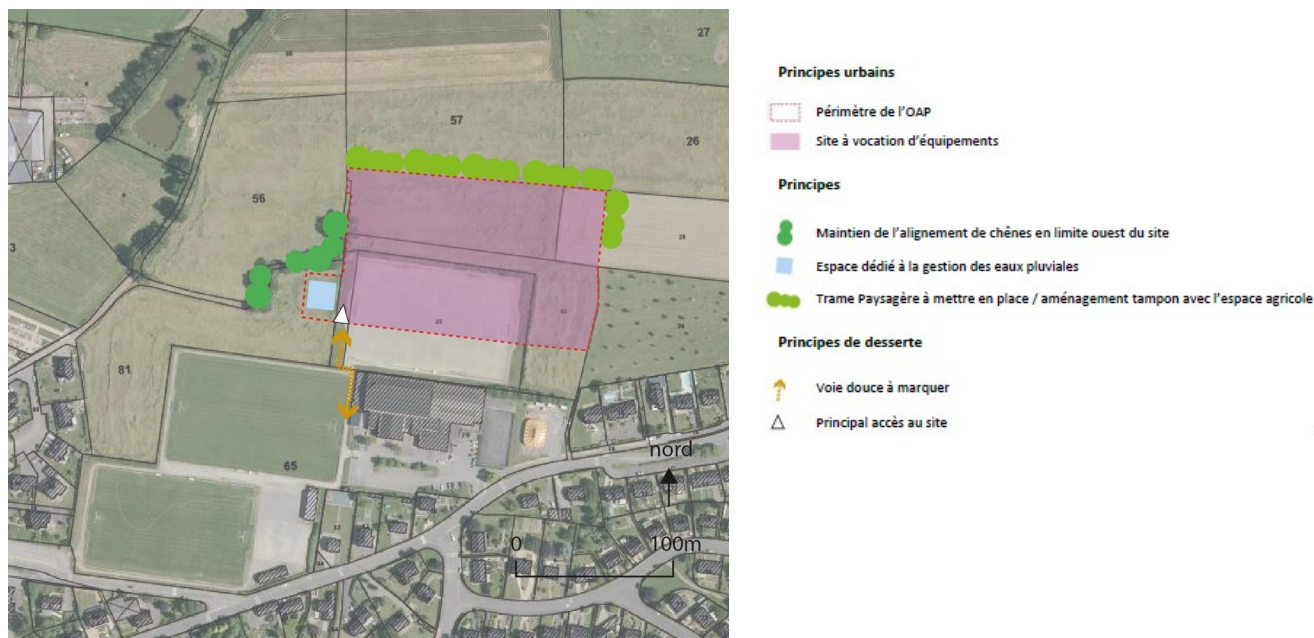 27
57
26
56
3
81
65
nord
0
100m
Principes urbains
Périmètre de l'OAP
Site à vocation d'équipements
Principes
Maintien de l'alignement de chênes en limite ouest du site
Espace dédié à la gestion des eaux pluviales
Trame Paysagère à mettre en place / aménagement tampon avec l'espace agricole
Principes de desserte
Voie douce à marquer
Principal accès au site